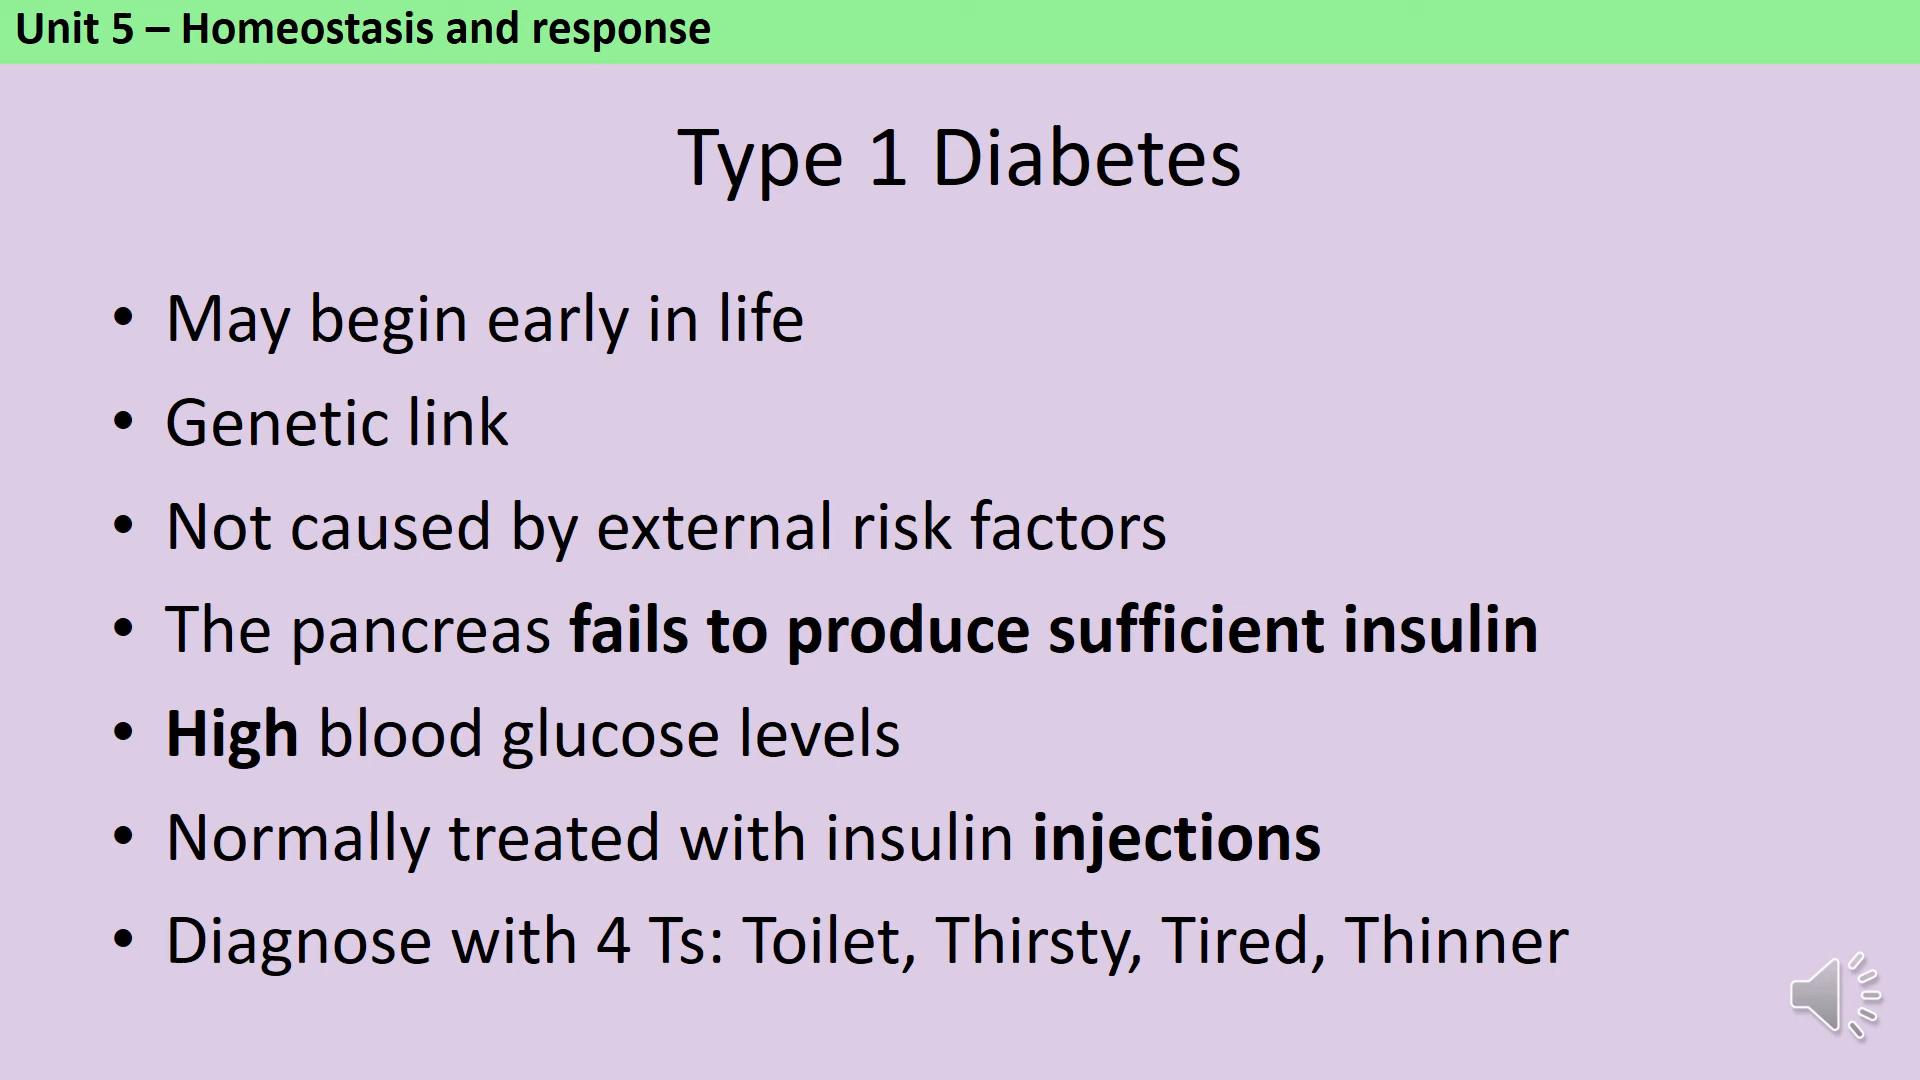 Unit 5 – Homeostasis and response
Type 1 Diabetes
• May begin early in life
• Genetic link
• Not caused by external risk factors
• The pancreas fails to produce sufficient insulin
• High blood glucose levels
• Normally treated with insulin injections
• Diagnose with 4 Ts: Toilet, Thirsty, Tired, Thinner